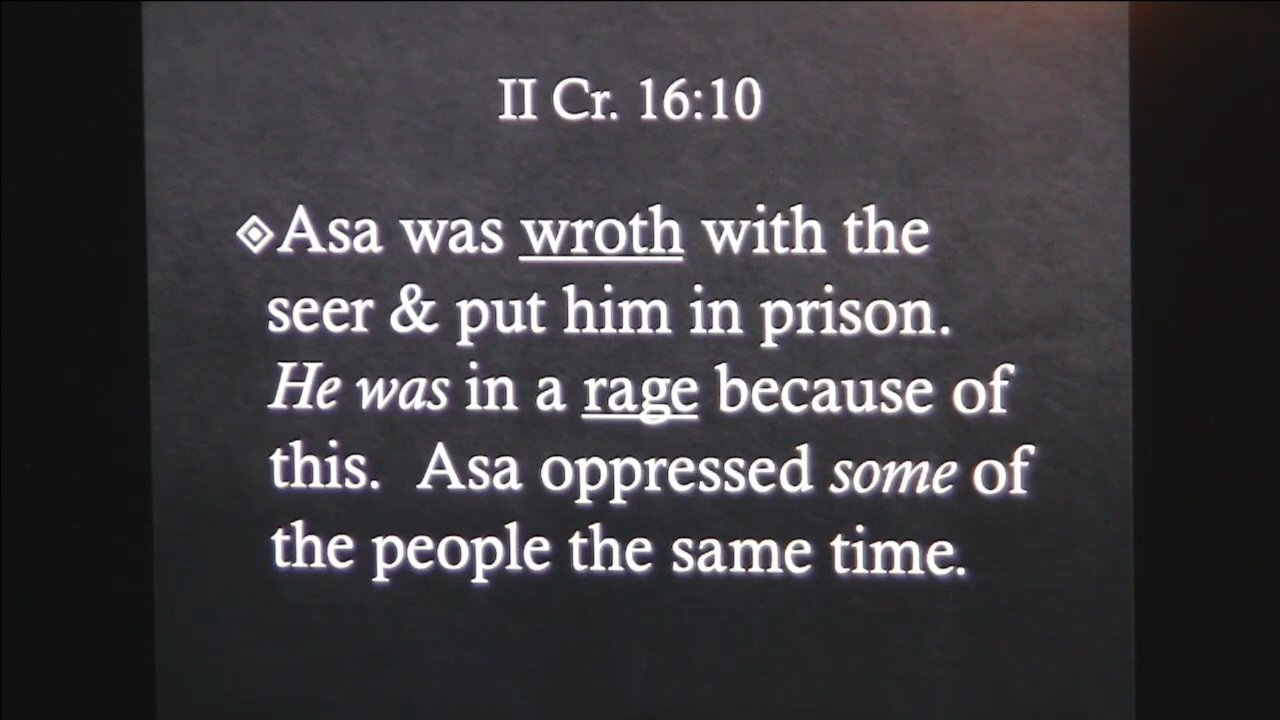 II Cr. 16:10
Asa was wroth with the
seer & put him in prison.
He was in a rage because of
this.  Asa oppressed some of
the people the same time.